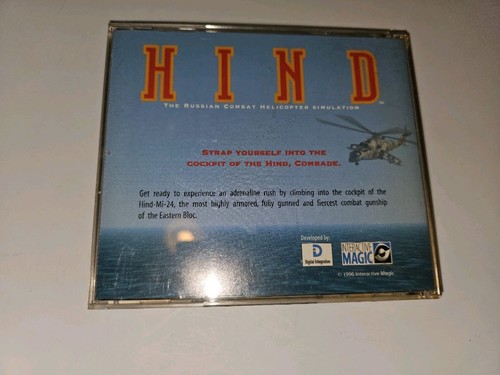 HIND™
THE RUSSIAN COMBAT HELICOPTER SIMULATION
STRAP YOURSELF INTO THE
COCKPIT OF THE HIND, COMRADE.
Get ready to experience an adrenaline rush by climbing into the cockpit of the
Hind-Mi-24, the most highly armored, fully gunned and fiercest combat gunship
of the Eastern Bloc.
Developed by:
Digital Integration
INTERACTIVE
MAGIC
© 1996 Interactive Magic